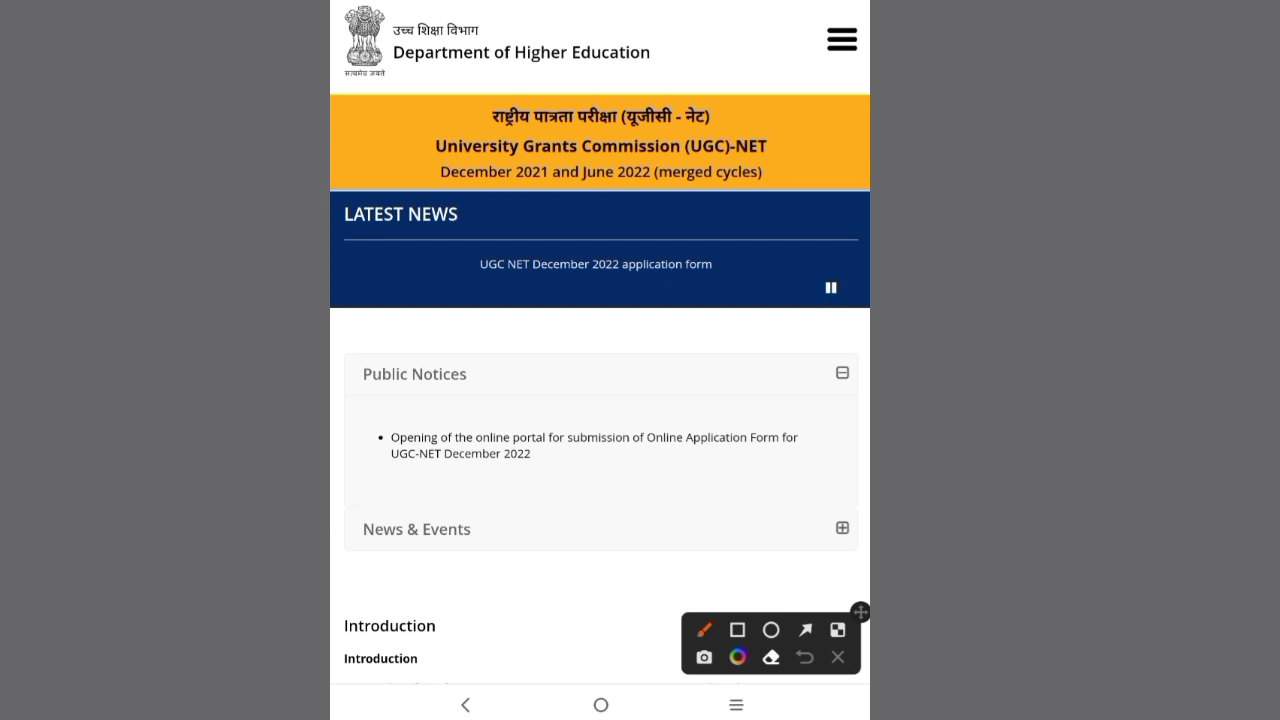 उच्च शिक्षा विभाग
Department of Higher Education
सत्यमेव जयते
राष्ट्रीय पात्रता परीक्षा (यूजीसी - नेट)
University Grants Commission (UGC)-NET
December 2021 and June 2022 (merged cycles)
LATEST NEWS
UGC NET December 2022 application form
Public Notices
Opening of the online portal for submission of Online Application Form for
UGC-NET December 2022
News & Events
Introduction
Introduction